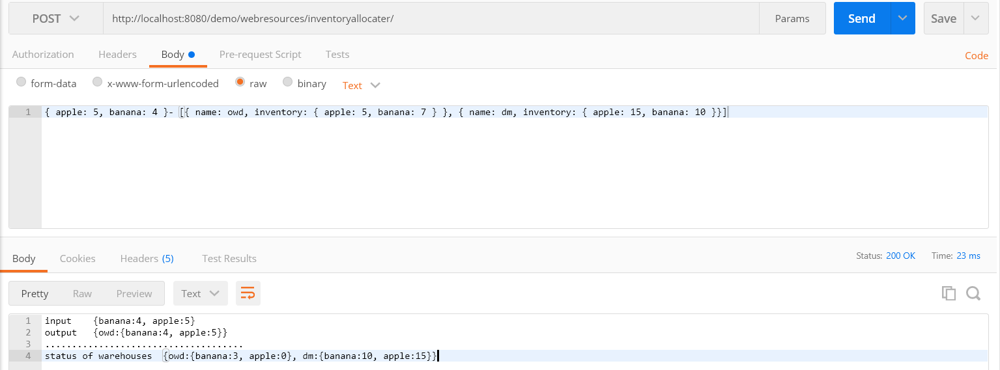 POST http://localhost:8080/demo/webresources/inventoryallocater/ Params Send Save
Authorization Headers Body Pre-request Script Tests Code
form-data x-www-form-urlencoded raw binary Text
1 { apple: 5, banana: 4 }- [{ name: owd, inventory: { apple: 5, banana: 7 } }, { name: dm, inventory: { apple: 15, banana: 10 }}]
Body Cookies Headers (5) Test Results Status: 200 OK Time: 23 ms
Pretty Raw Preview Text
1 input {banana:4, apple:5}
2 output {owd:{banana:4, apple:5}}
3 .....................................
4 status of warehouses {owd:{banana:3, apple:0}, dm:{banana:10, apple:15}}